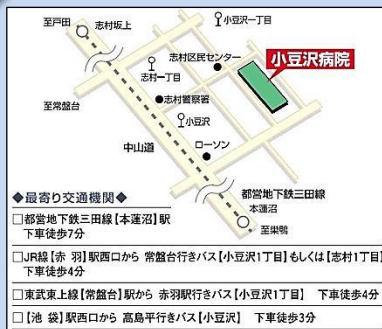 至戸田
志村坂上
小豆沢一丁目
志村区民センター
小豆沢病院
志村一丁目
至常盤台
志村警察署
小豆沢
中山道
ローソン
都営地下鉄三田線
本蓮沼
至巣鴨
◆最寄り交通機関◆
□都営地下鉄三田線【本蓮沼】駅
下車徒歩7分
□JR線【赤 羽】駅西口から 常盤台行きバス【小豆沢1丁目】もしくは【志村1丁目】
下車徒歩4分
□東武東上線【常盤台】駅から 赤羽駅行きバス【小豆沢1丁目】 下車徒歩4分
□【池 袋】駅西口から 高島平行きバス【小豆沢】 下車徒歩3分